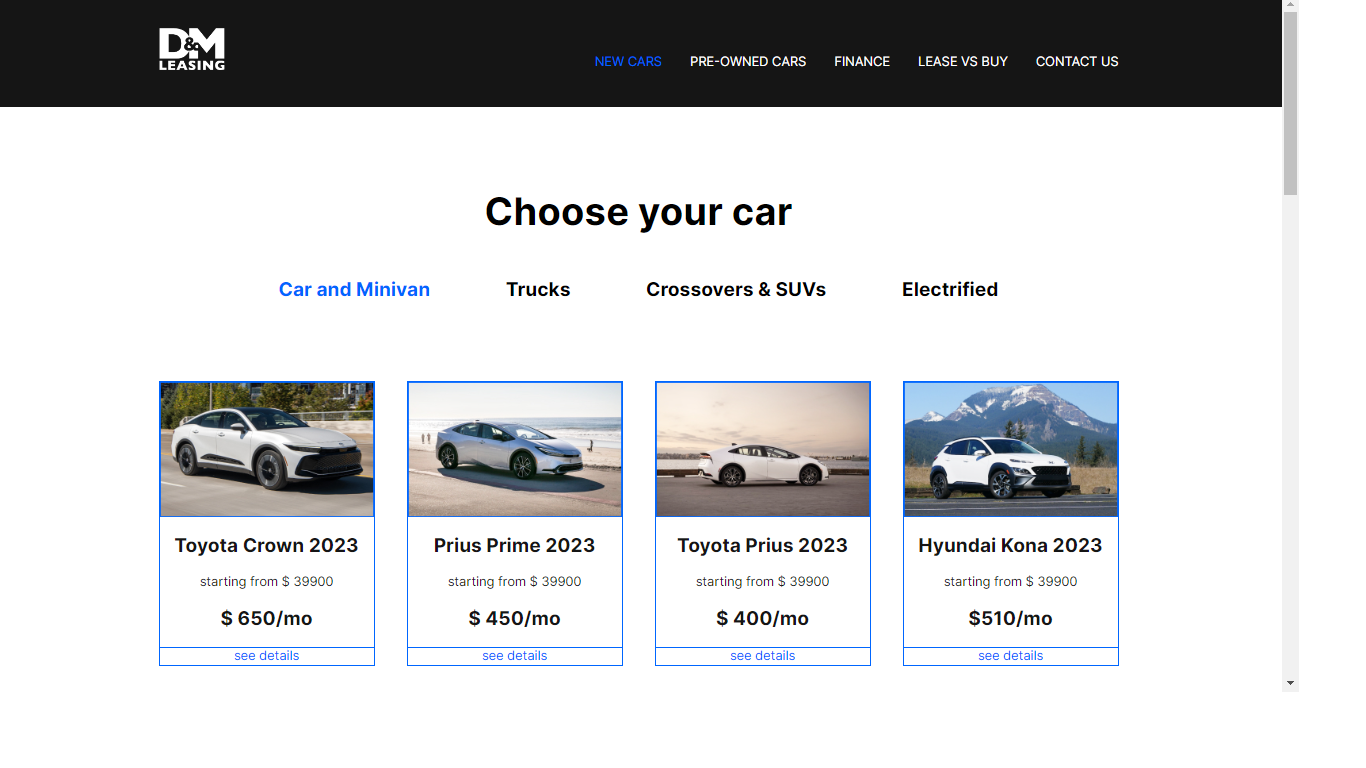 D&M
LEASING
NEW CARS PRE-OWNED CARS FINANCE LEASE VS BUY CONTACT US
Choose your car
Car and Minivan Trucks Crossovers & SUVs Electrified
Toyota Crown 2023 Prius Prime 2023 Toyota Prius 2023 Hyundai Kona 2023
starting from $ 39900 starting from $ 39900 starting from $ 39900 starting from $ 39900
$ 650/mo $ 450/mo $ 400/mo $510/mo
see details see details see details see details